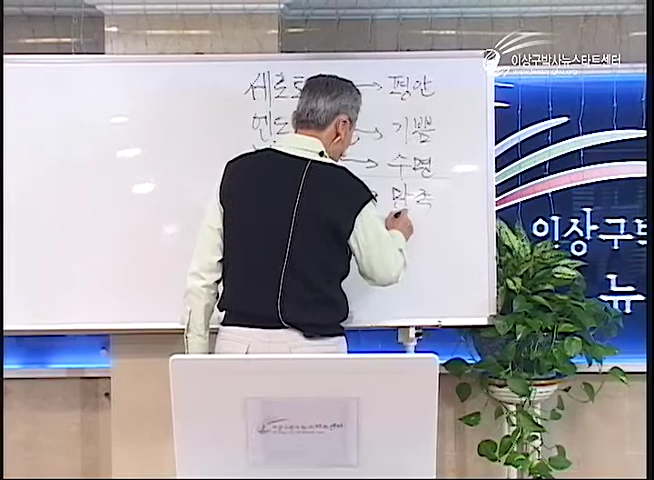 이상구박사뉴스타트센터
세로토 → 평안
엔도 → 기쁨
→ 수면
만족
이상구
뉴